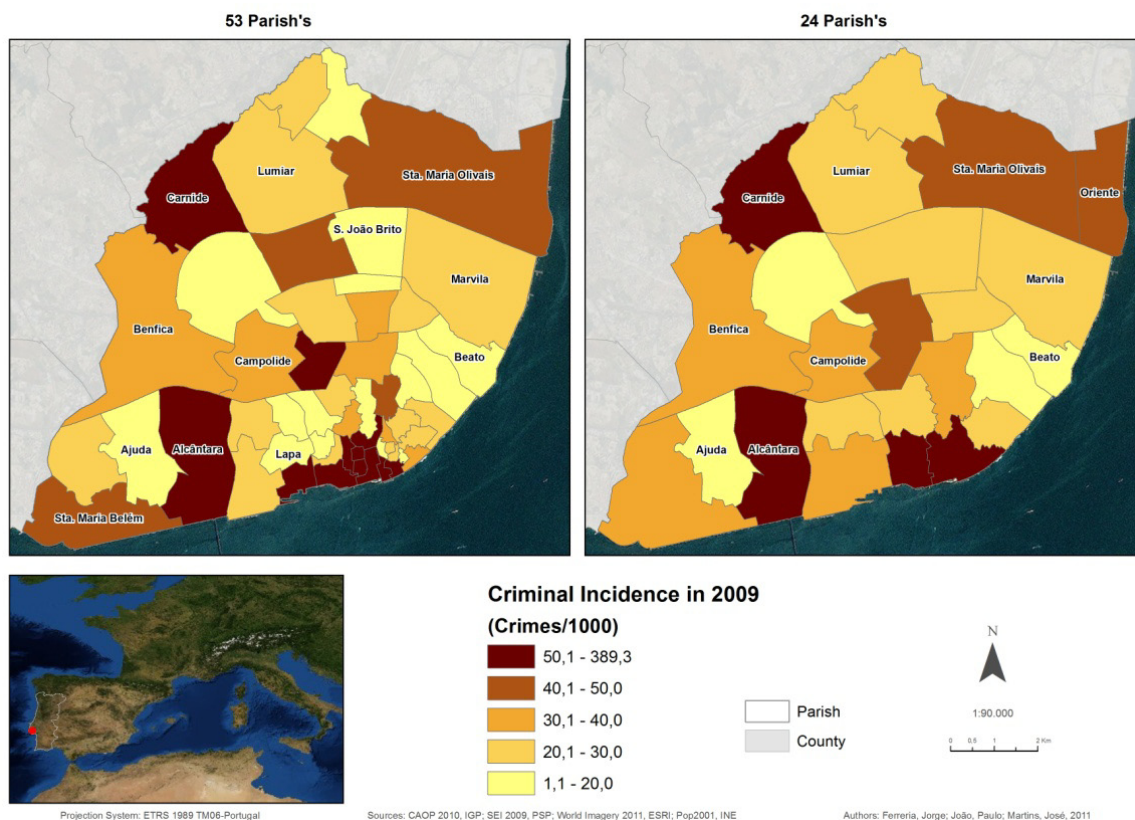 53 Parish's
24 Parish's
Lumiar
Carnide
Sta. Maria Olivais
S. João Brito
Marvila
Benfica
Campolide
Beato
Ajuda
Alcântara
Lapa
Sta. Maria Belém
Lumiar
Carnide
Sta. Maria Olivais
Oriente
Marvila
Benfica
Campolide
Beato
Ajuda
Alcântara
Criminal Incidence in 2009
(Crimes/1000)
50,1 - 389,3
40,1 - 50,0
30,1 - 40,0
20,1 - 30,0
1,1 - 20,0
Parish
County
N
1:90.000
0 0.5 1 2 Km
Projection System: ETRS 1989 TM06-Portugal
Sources: CAOP 2010, IGP; SEI 2009, PSP; World Imagery 2011, ESRI; Pop2001, INE
Authors: Ferreria, Jorge; João, Paulo; Martins, José, 2011